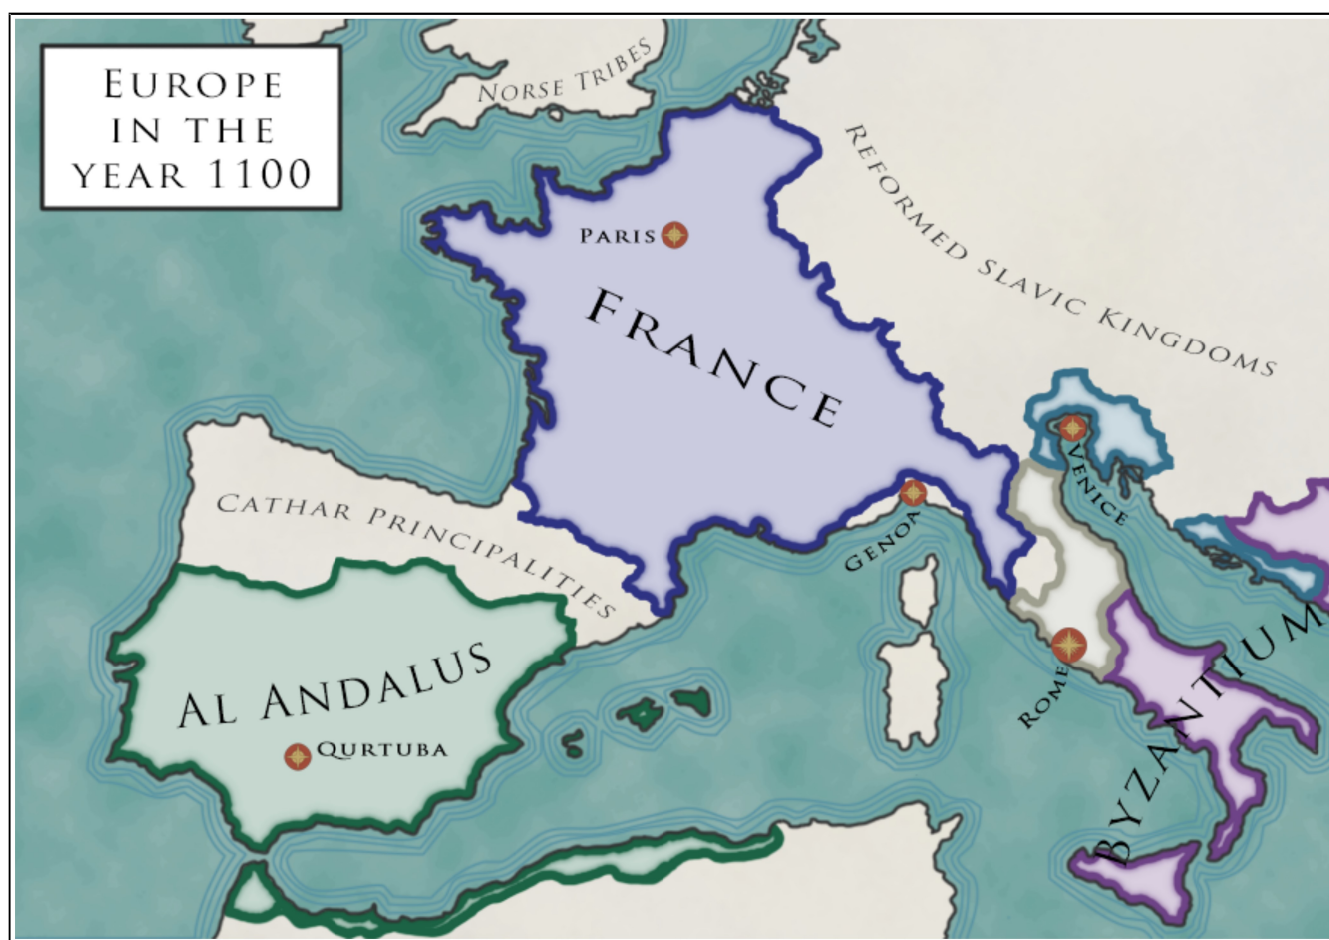 EUROPE
IN THE
YEAR 1100
NORSE TRIBES
REFORMED SLAVIC KINGDOMS
PARIS
FRANCE
VENICE
CATHAR PRINCIPALITIES
GENOA
AL ANDALUS
QURTUBA
ROME
BYZANTIUM